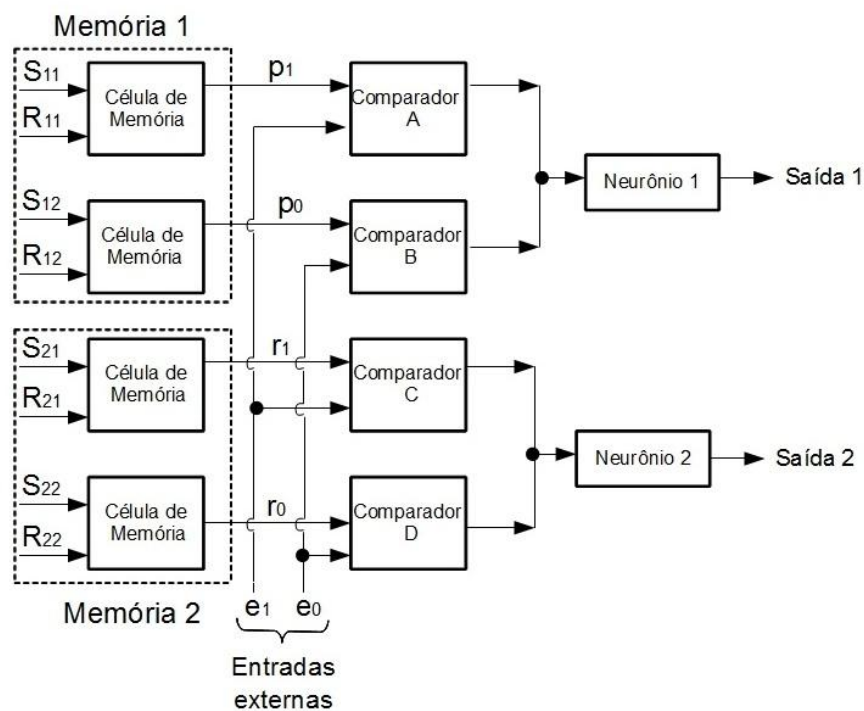 Memória 1
S11
R11
Célula de
Memória
p1
Comparador
A
S12
R12
Célula de
Memória
p0
Comparador
B
Neurônio 1
Saída 1
S21
R21
Célula de
Memória
r1
Comparador
C
S22
R22
Célula de
Memória
r0
Comparador
D
Neurônio 2
Saída 2
Memória 2
e1
e0
Entradas
externas